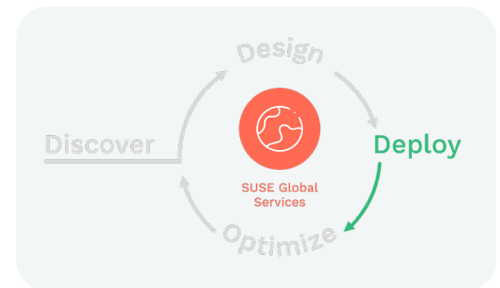 Design
Discover
Deploy
SUSE Global
Services
Optimize